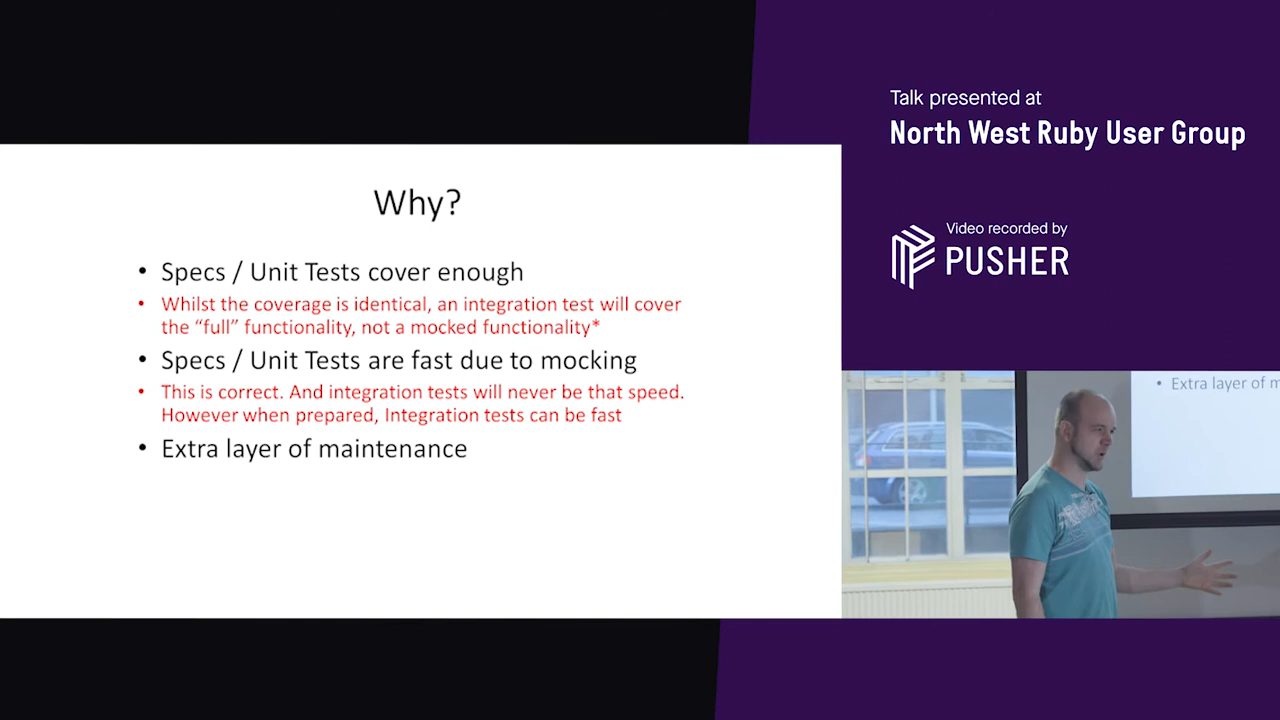 Talk presented at
North West Ruby User Group
Video recorded by
PUSHER
Why?
• Specs / Unit Tests cover enough
• Whilst the coverage is identical, an integration test will cover
the “full” functionality, not a mocked functionality*
• Specs / Unit Tests are fast due to mocking
• This is correct. And integration tests will never be that speed.
However when prepared, Integration tests can be fast
• Extra layer of maintenance
• Extra layer of m